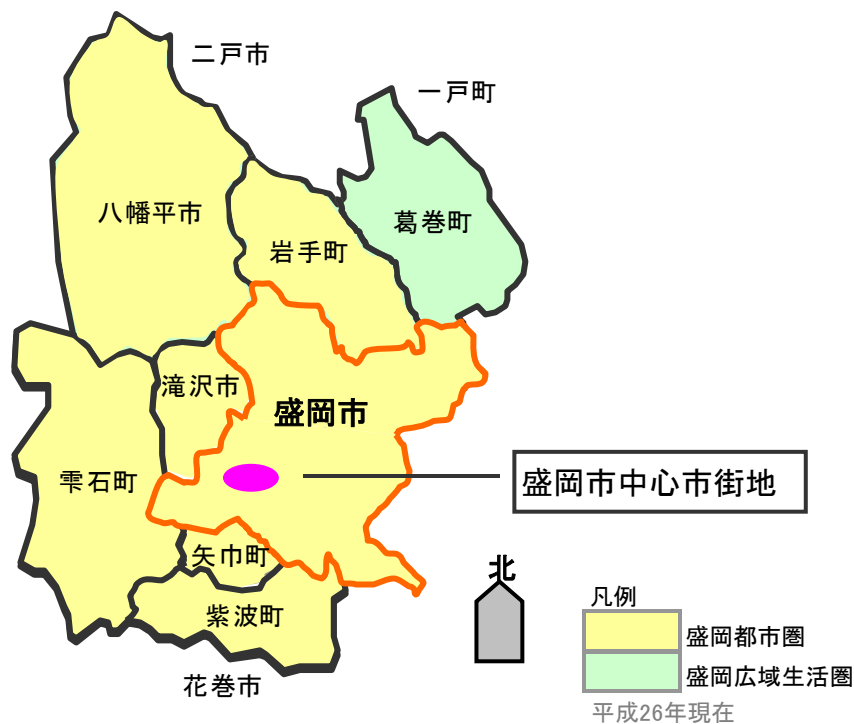 二戸市
一戸町
八幡平市
葛巻町
岩手町
滝沢市
盛岡市
雫石町
盛岡市中心市街地
矢巾町
紫波町
花巻市
北
凡例
盛岡都市圏
盛岡広域生活圏
平成26年現在